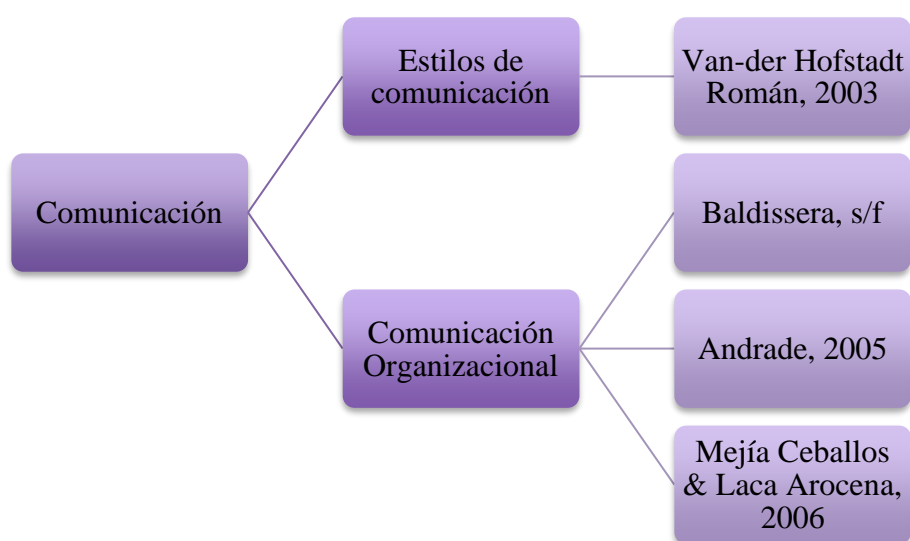 Comunicación
Estilos de
comunicación
Van-der Hofstadt
Román, 2003
Comunicación
Organizacional
Baldissera, s/f
Andrade, 2005
Mejía Ceballos
& Laca Arocena,
2006